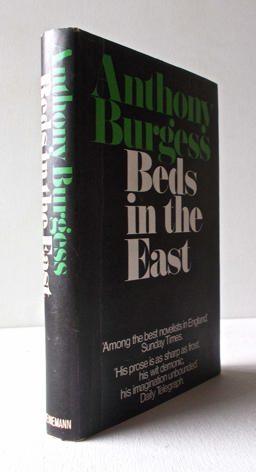 Anthony Burgess Beds in the East
Anthony
Burgess
Beds
in the
East
'Among the best novelists in England.'
Sunday Times.
'His prose is as sharp as frost,
his wit demonic,
his imagination unbounded.'
Daily Telegraph.